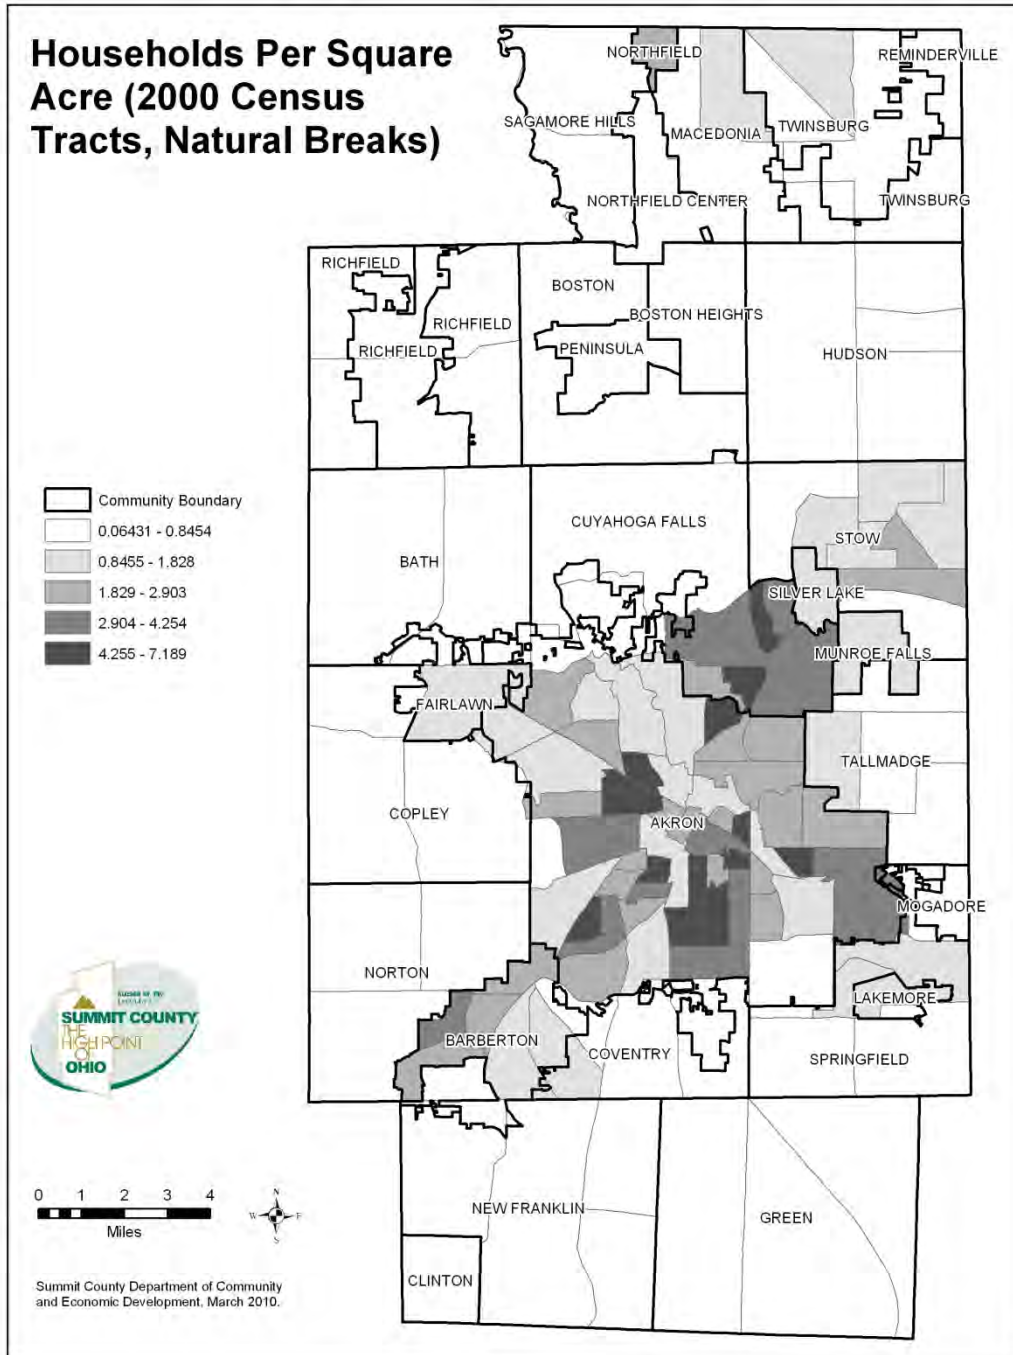 Households Per Square
Acre (2000 Census
Tracts, Natural Breaks)
NORTHFIELD
REMINDERVILLE
SAGAMORE HILLS
MACEDONIA
TWINSBURG
NORTHFIELD CENTER
TWINSBURG
RICHFIELD
BOSTON
RICHFIELD
BOSTON HEIGHTS
RICHFIELD
PENINSULA
HUDSON
Community Boundary
0.06431 - 0.8454
0.8455 - 1.828
1.829 - 2.903
2.904 - 4.254
4.255 - 7.189
CUYAHOGA FALLS
STOW
BATH
SILVER LAKE
MUNROE FALLS
FAIRLAWN
TALLMADGE
COPLEY
AKRON
MOGADORE
NORTON
LAKEMORE
BARBERTON
COVENTRY
SPRINGFIELD
SUMMIT COUNTY
THE
HIGH POINT
OF
OHIO
0 1 2 3 4
Miles
N
W E
S
NEW FRANKLIN
GREEN
CLINTON
Summit County Department of Community
and Economic Development, March 2010.